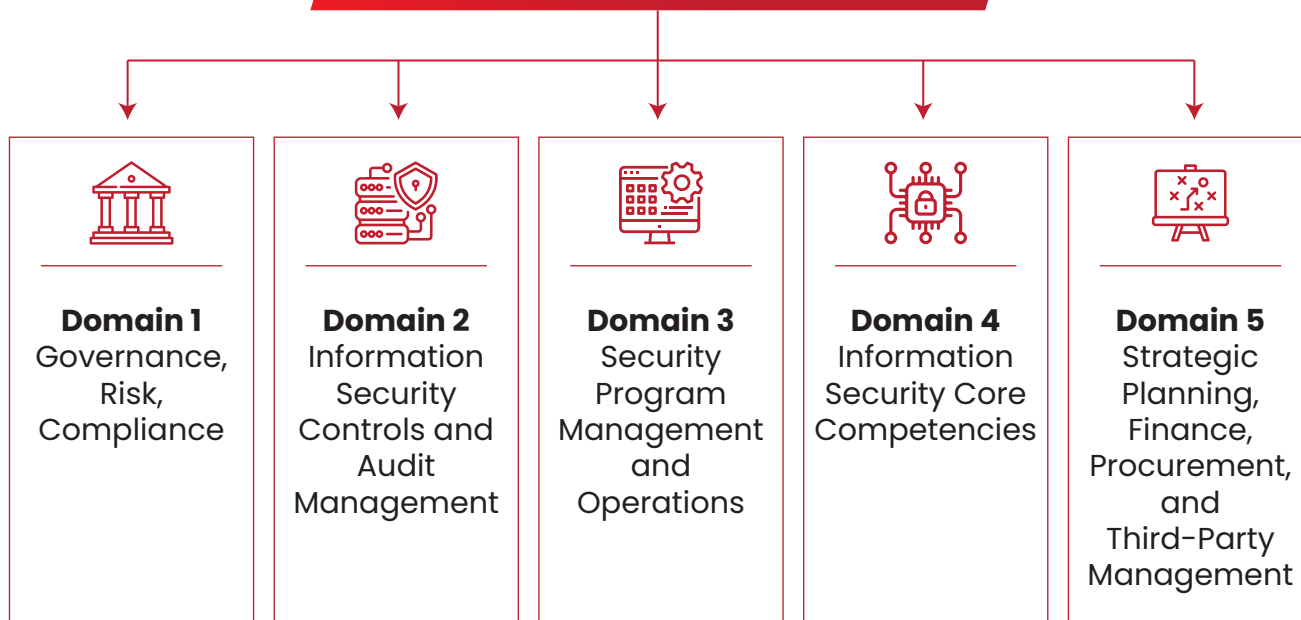 Domain 1
Governance,
Risk,
Compliance
Domain 2
Information
Security
Controls and
Audit
Management
Domain 3
Security
Program
Management
and
Operations
Domain 4
Information
Security Core
Competencies
Domain 5
Strategic
Planning,
Finance,
Procurement,
and
Third-Party
Management